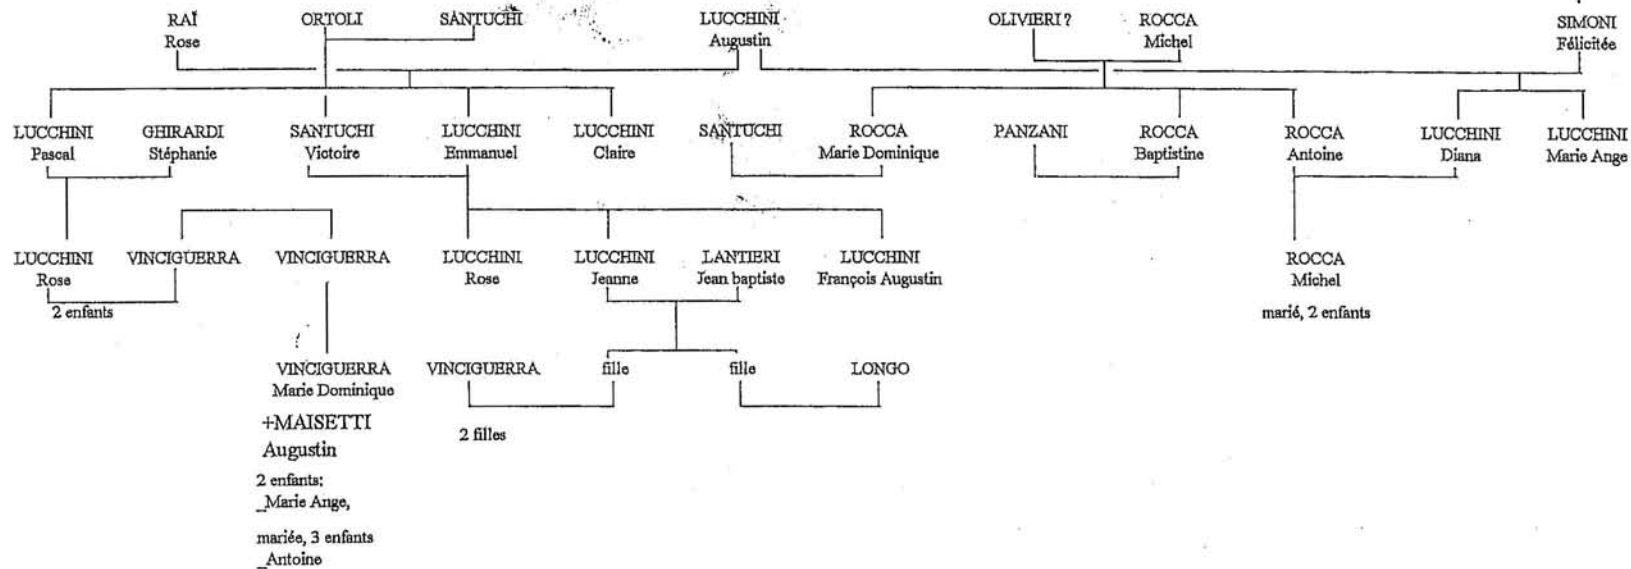 RAÏ
Rose
ORTOLI
SANTUCHI
LUCCHINI
Augustin
OLIVIERI ?
ROCCA
Michel
SIMONI
Félicitée
LUCCHINI
Pascal
GHIRARDI
Stéphanie
SANTUCHI
Victoire
LUCCHINI
Emmanuel
LUCCHINI
Claire
SANTUCHI
ROCCA
Marie Dominique
PANZANI
ROCCA
Baptistine
ROCCA
Antoine
LUCCHINI
Diana
LUCCHINI
Marie Ange
LUCCHINI
Rose
2 enfants
VINCIGUERRA
VINCIGUERRA
LUCCHINI
Rose
LUCCHINI
Jeanne
LANTIERI
Jean baptiste
LUCCHINI
François Augustin
ROCCA
Michel
marié, 2 enfants
VINCIGUERRA
Marie Dominique
+MAISETTI
Augustin
2 enfants:
_Marie Ange,
mariée, 3 enfants
_Antoine
VINCIGUERRA
fille
fille
LONGO
2 filles